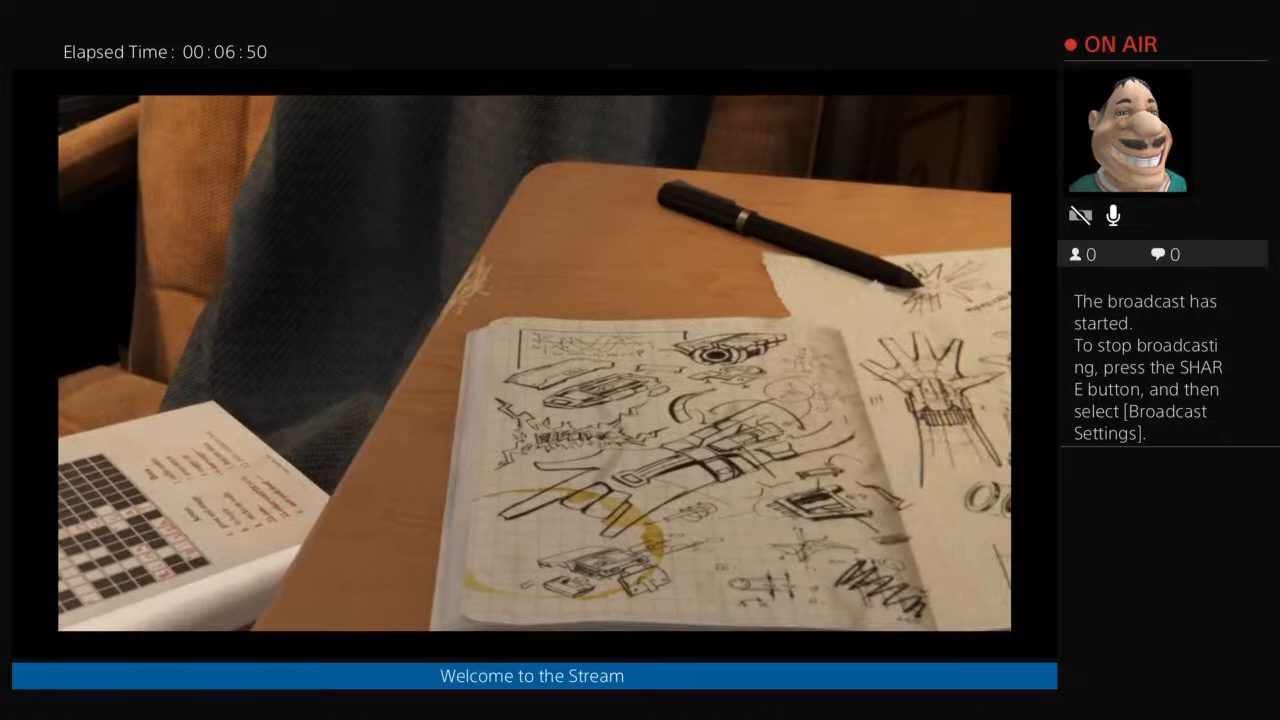 Elapsed Time: 00:06:50
ON AIR
0
0
The broadcast has
started.
To stop broadcasti
ng, press the SHAR
E button, and then
select [Broadcast
Settings].
Welcome to the Stream